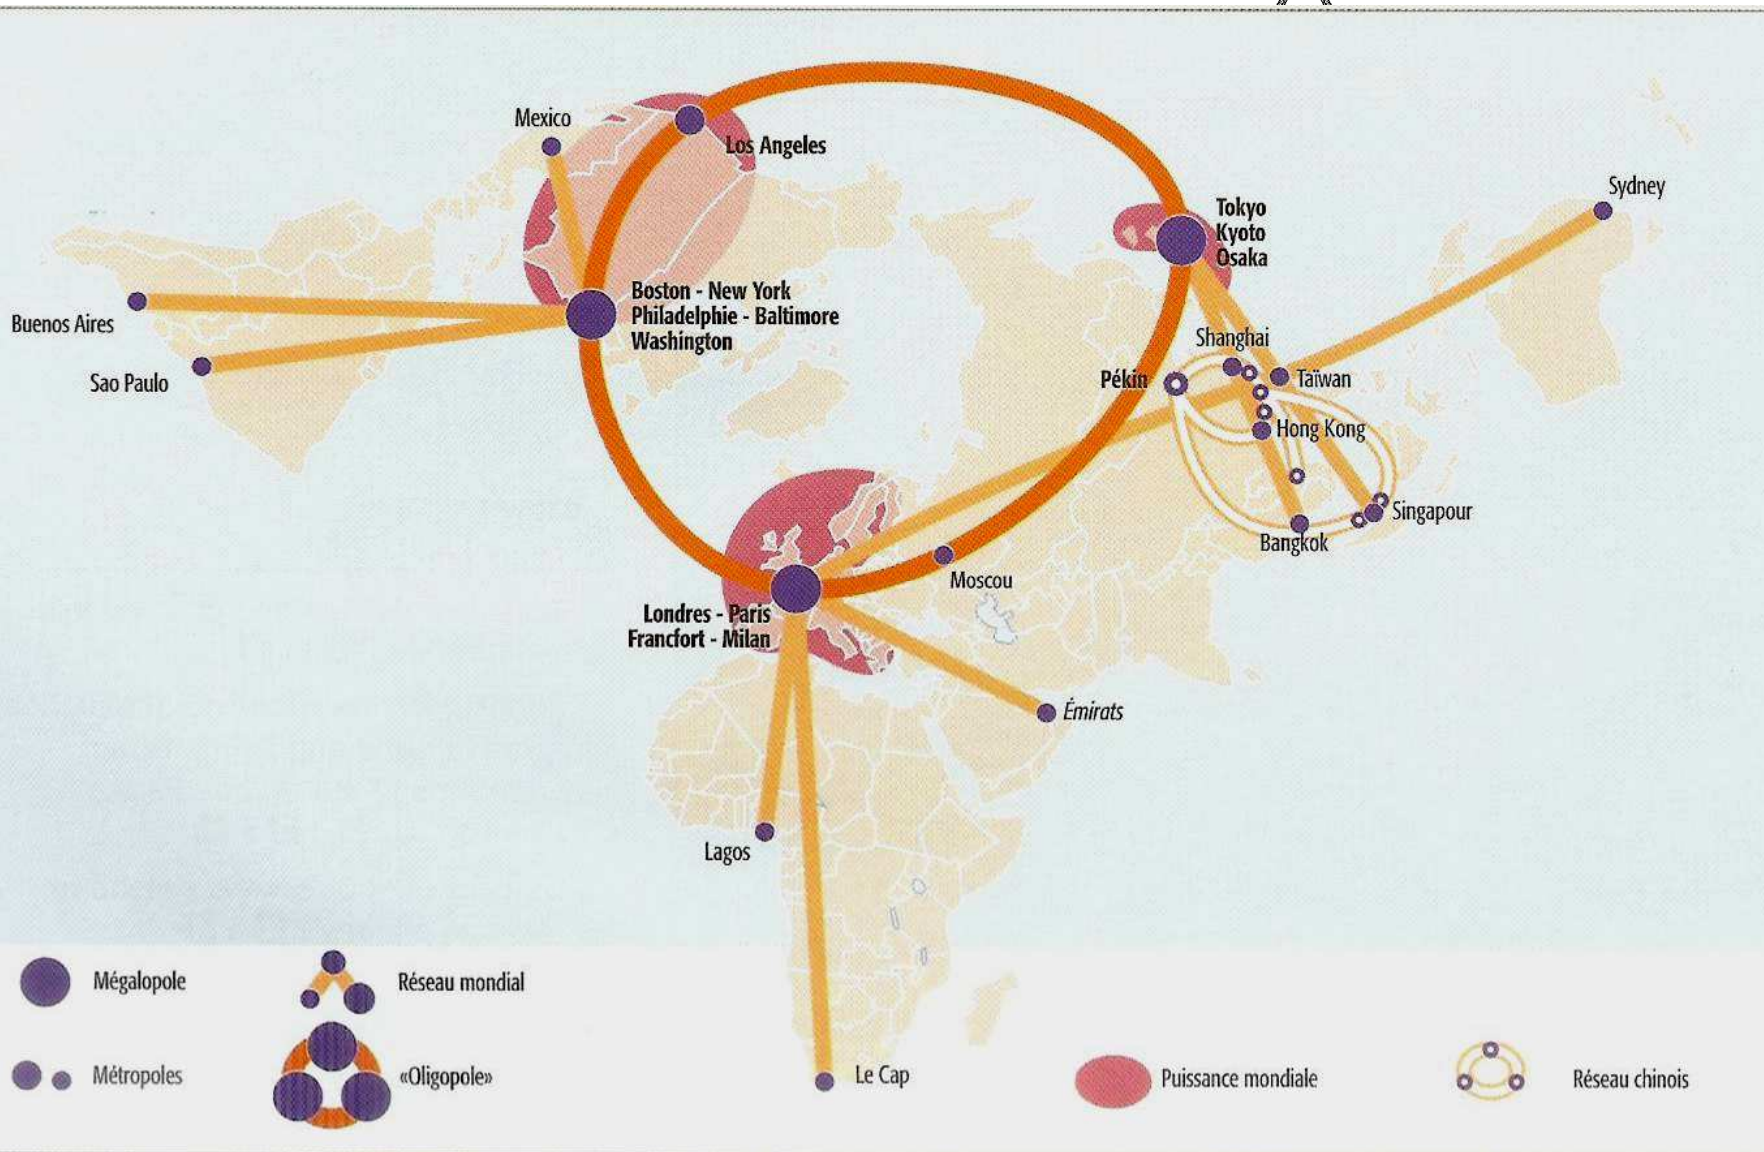 Mexico
Los Angeles
Sydney
Tokyo
Kyoto
Osaka
Boston - New York
Philadelphie - Baltimore
Washington
Buenos Aires
Shanghai
Sao Paulo
Pékin
Taïwan
Hong Kong
Singapour
Bangkok
Moscou
Londres - Paris
Francfort - Milan
Émirats
Lagos
Le Cap
Mégalopole
Réseau mondial
Métropoles
«Oligopole»
Puissance mondiale
Réseau chinois